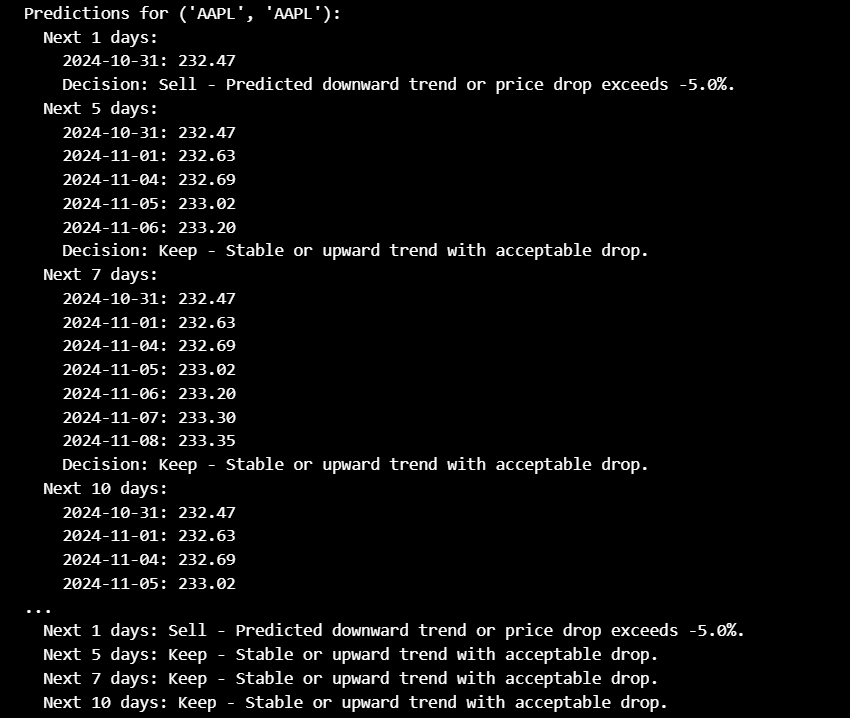 Predictions for ('AAPL', 'AAPL'):
Next 1 days:
2024-10-31: 232.47
Decision: Sell - Predicted downward trend or price drop exceeds -5.0%.
Next 5 days:
2024-10-31: 232.47
2024-11-01: 232.63
2024-11-04: 232.69
2024-11-05: 233.02
2024-11-06: 233.20
Decision: Keep - Stable or upward trend with acceptable drop.
Next 7 days:
2024-10-31: 232.47
2024-11-01: 232.63
2024-11-04: 232.69
2024-11-05: 233.02
2024-11-06: 233.20
2024-11-07: 233.30
2024-11-08: 233.35
Decision: Keep - Stable or upward trend with acceptable drop.
Next 10 days:
2024-10-31: 232.47
2024-11-01: 232.63
2024-11-04: 232.69
2024-11-05: 233.02
...
Next 1 days: Sell - Predicted downward trend or price drop exceeds -5.0%.
Next 5 days: Keep - Stable or upward trend with acceptable drop.
Next 7 days: Keep - Stable or upward trend with acceptable drop.
Next 10 days: Keep - Stable or upward trend with acceptable drop.